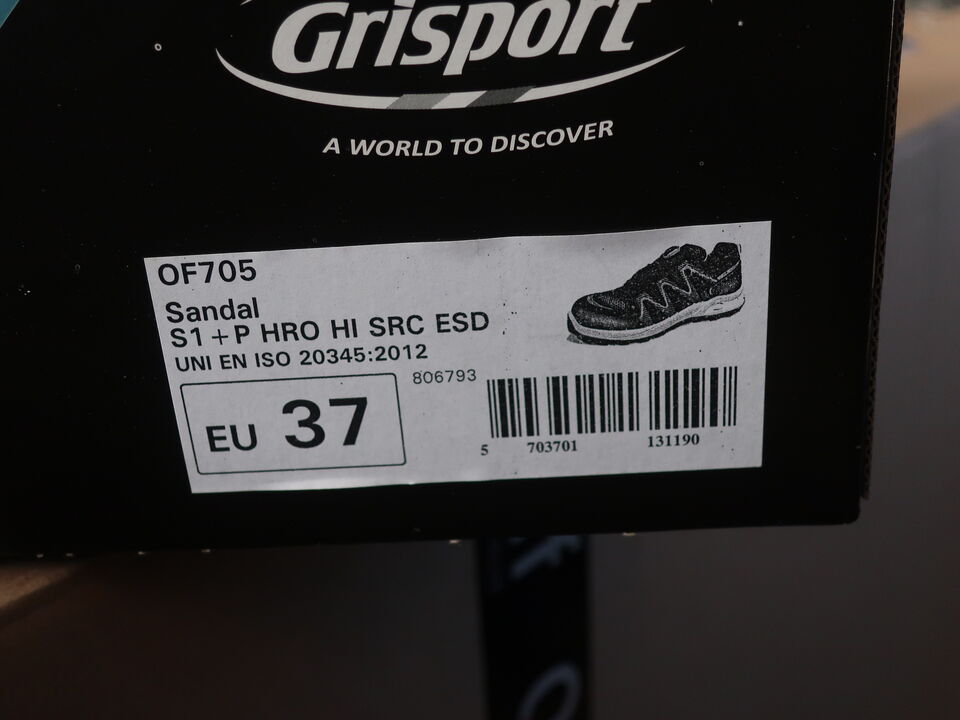 Grisport
A WORLD TO DISCOVER
OF705
Sandal
S1+P HRO HI SRC ESD
UNI EN ISO 20345:2012
806793
EU 37
5 703701 131190